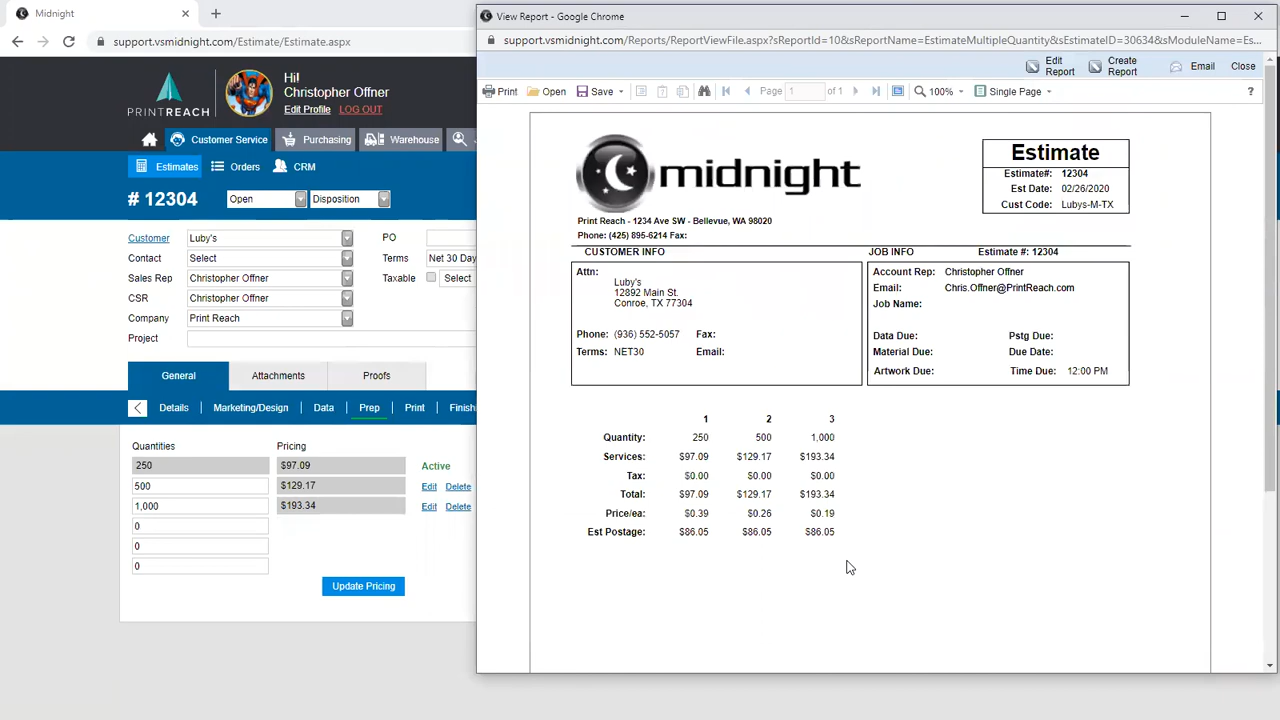 Midnight
support.vsmidnight.com/Estimate/Estimate.aspx
PRINTREACH
Hi!
Christopher Offner
Edit Profile LOG OUT
Customer Service Purchasing Warehouse
Estimates Orders CRM
# 12304 Open Disposition
Customer Luby's PO
Contact Select Terms Net 30 Day
Sales Rep Christopher Offner Taxable Select
CSR Christopher Offner
Company Print Reach
Project
General Attachments Proofs
Details Marketing/Design Data Prep Print Finish
Quantities Pricing
250 $97.09 Active
500 $129.17 Edit Delete
1,000 $193.34 Edit Delete
0
0
0
Update Pricing
View Report - Google Chrome
support.vsmidnight.com/Reports/ReportViewFile.aspx?sReportId=10&sReportName=EstimateMultipleQuantity&sEstimateID=30634&sModuleName=Es...
Edit Report Create Report Email Close
Print Open Save Page 1 of 1 100% Single Page ?
midnight
Print Reach - 1234 Ave SW - Bellevue, WA 98020
Phone: (425) 895-6214 Fax:
Estimate
Estimate#: 12304
Est Date: 02/26/2020
Cust Code: Lubys-M-TX
CUSTOMER INFO JOB INFO Estimate #: 12304
Attn:
Luby's
12892 Main St.
Conroe, TX 77304
Phone: (936) 552-5057 Fax:
Terms: NET30 Email:
Account Rep: Christopher Offner
Email: Chris.Offner@PrintReach.com
Job Name:
Data Due: Pstg Due:
Material Due: Due Date:
Artwork Due: Time Due: 12:00 PM
1 2 3
Quantity: 250 500 1,000
Services: $97.09 $129.17 $193.34
Tax: $0.00 $0.00 $0.00
Total: $97.09 $129.17 $193.34
Price/ea: $0.39 $0.26 $0.19
Est Postage: $86.05 $86.05 $86.05